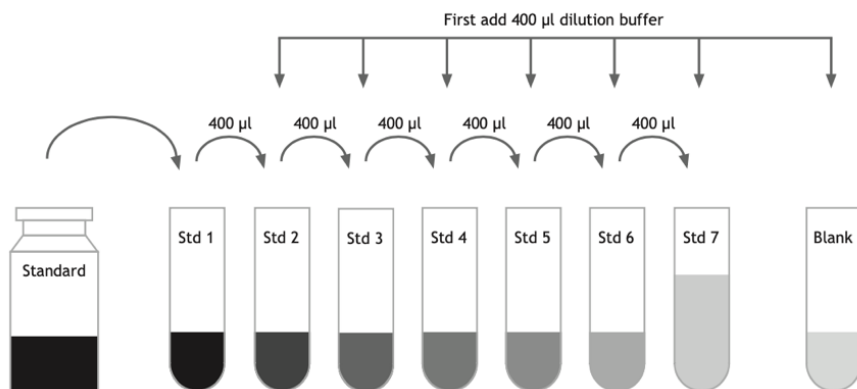 First add 400 µl dilution buffer
400 µl 400 µl 400 µl 400 µl 400 µl 400 µl
Std 1 Std 2 Std 3 Std 4 Std 5 Std 6 Std 7 Blank
Standard